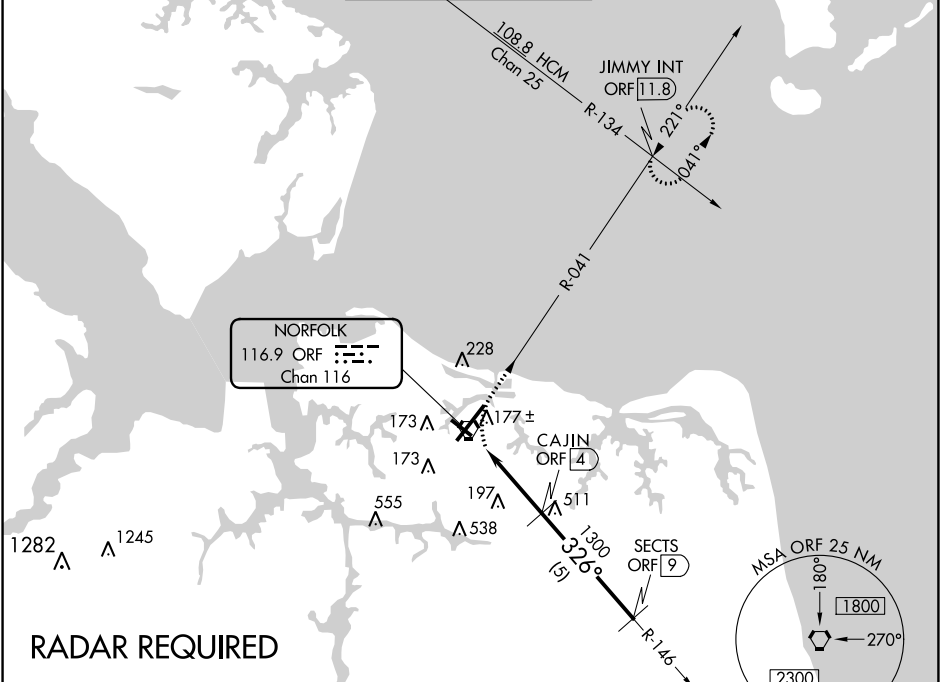 108.8 HCM
Chan 25
R-134
JIMMY INT
ORF 11.8
221°
041°
R-041
NORFOLK
116.9 ORF
Chan 116
228
173
177 ±
173
CAJIN
ORF 4
197
511
555
538
1282
1245
1300
326°
(5)
SECTS
ORF 9
R-146
MSA ORF 25 NM
180°
1800
270°
2300
RADAR REQUIRED